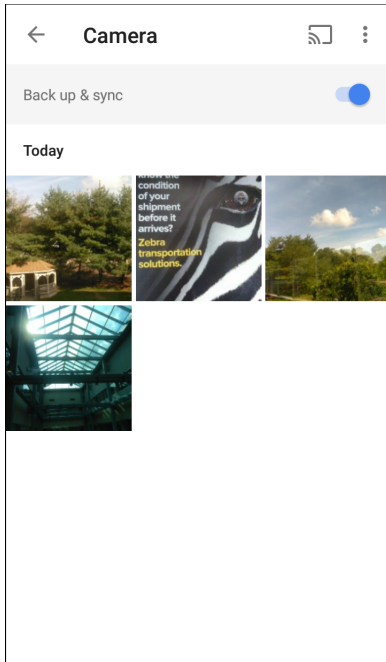 Camera
Back up & sync
Today
know the
condition
of your
shipment
before it
arrives?
Zebra
transportation
solutions.